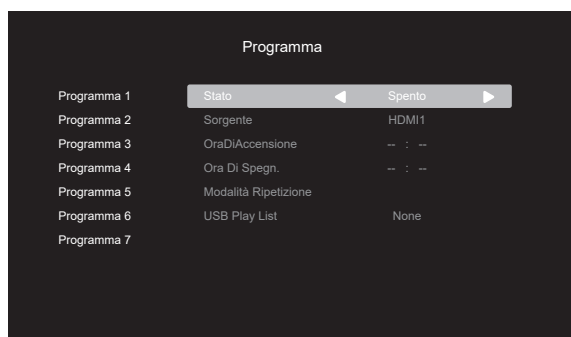 Programma
Programma 1 Stato Spento
Programma 2 Sorgente HDMI1
Programma 3 OraDiAccensione -- : --
Programma 4 Ora Di Spegn. -- : --
Programma 5 Modalità Ripetizione
Programma 6 USB Play List None
Programma 7